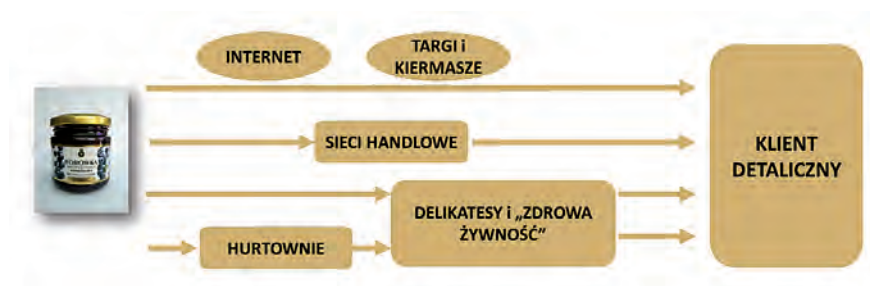 INTERNET
TARGI i
KIERMASZE
SIECI HANDLOWE
KLIENT
DETALICZNY
DELIKATESY i „ZDROWA
ŻYWNOŚĆ”
HURTOWNIE